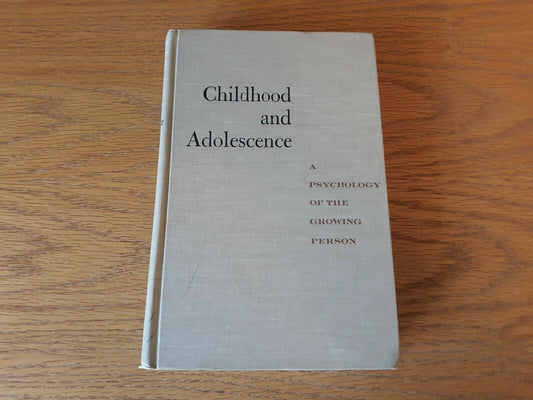 Childhood
and
Adolescence
A
PSYCHOLOGY
OF THE
GROWING
PERSON